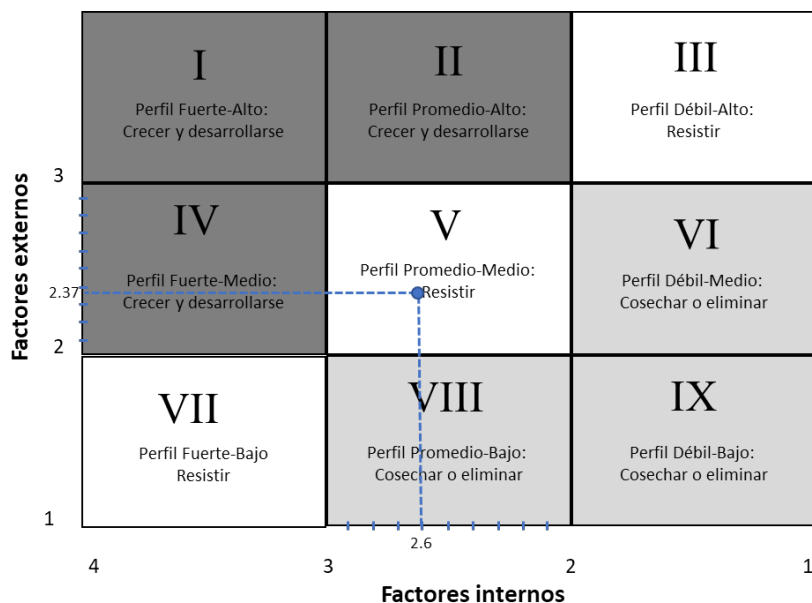 I
Perfil Fuerte-Alto:
Crecer y desarrollarse
II
Perfil Promedio-Alto:
Crecer y desarrollarse
III
Perfil Débil-Alto:
Resistir
3
Factores externos
IV
Perfil Fuerte-Medio:
Crecer y desarrollarse
V
Perfil Promedio-Medio:
Resistir
VI
Perfil Débil-Medio:
Cosechar o eliminar
2.37
2
VII
Perfil Fuerte-Bajo
Resistir
VIII
Perfil Promedio-Bajo:
Cosechar o eliminar
IX
Perfil Débil-Bajo:
Cosechar o eliminar
1
2.6
4
3
2
1
Factores internos